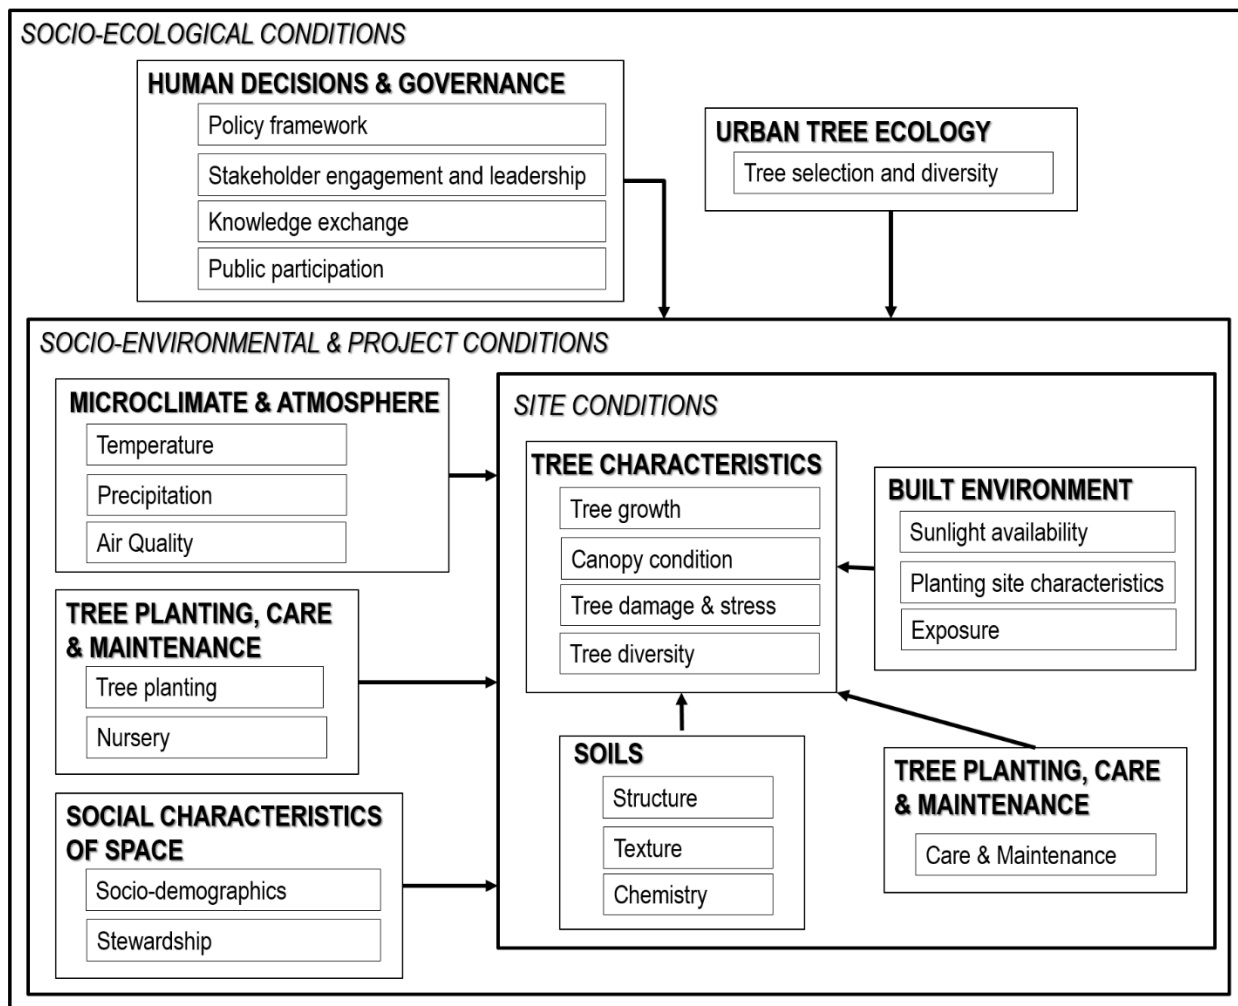 SOCIO-ECOLOGICAL CONDITIONS
HUMAN DECISIONS & GOVERNANCE
Policy framework
Stakeholder engagement and leadership
Knowledge exchange
Public participation
URBAN TREE ECOLOGY
Tree selection and diversity
SOCIO-ENVIRONMENTAL & PROJECT CONDITIONS
MICROCLIMATE & ATMOSPHERE
Temperature
Precipitation
Air Quality
TREE PLANTING, CARE
& MAINTENANCE
Tree planting
Nursery
SOCIAL CHARACTERISTICS
OF SPACE
Socio-demographics
Stewardship
SITE CONDITIONS
TREE CHARACTERISTICS
Tree growth
Canopy condition
Tree damage & stress
Tree diversity
BUILT ENVIRONMENT
Sunlight availability
Planting site characteristics
Exposure
SOILS
Structure
Texture
Chemistry
TREE PLANTING, CARE
& MAINTENANCE
Care & Maintenance